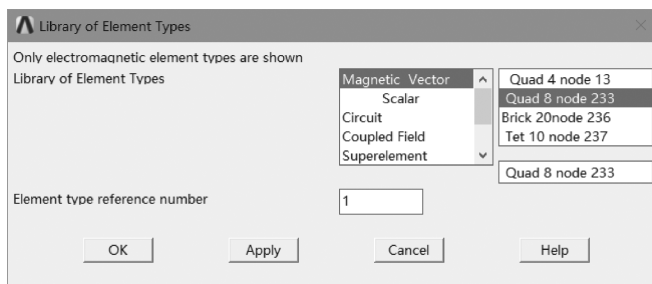 Library of Element Types
Only electromagnetic element types are shown
Library of Element Types
Magnetic Vector
Scalar
Circuit
Coupled Field
Superelement
Quad 4 node 13
Quad 8 node 233
Brick 20node 236
Tet 10 node 237
Quad 8 node 233
Element type reference number
1
OK
Apply
Cancel
Help